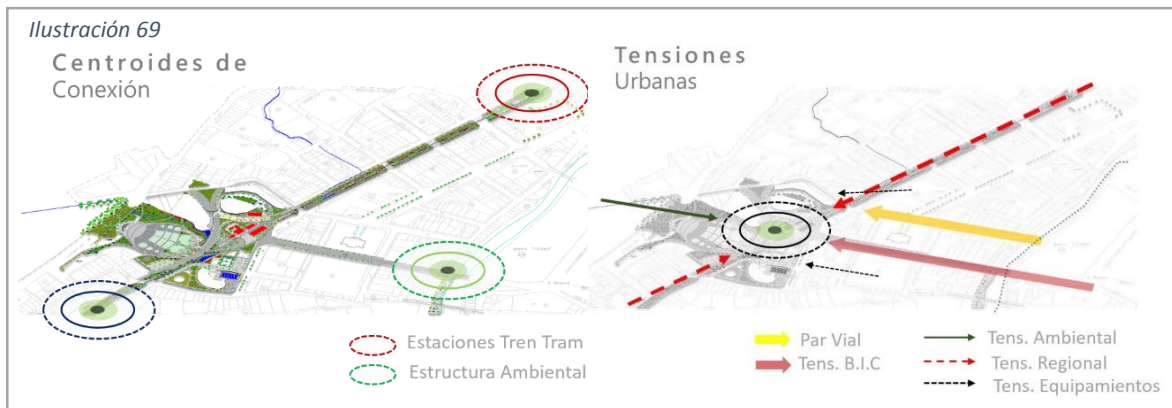 Ilustración 69
Centroides de
Conexión
Estaciones Tren Tram
Estructura Ambiental
Tensiones
Urbanas
Par Vial
Tens. B.I.C
Tens. Ambiental
Tens. Regional
Tens. Equipamientos